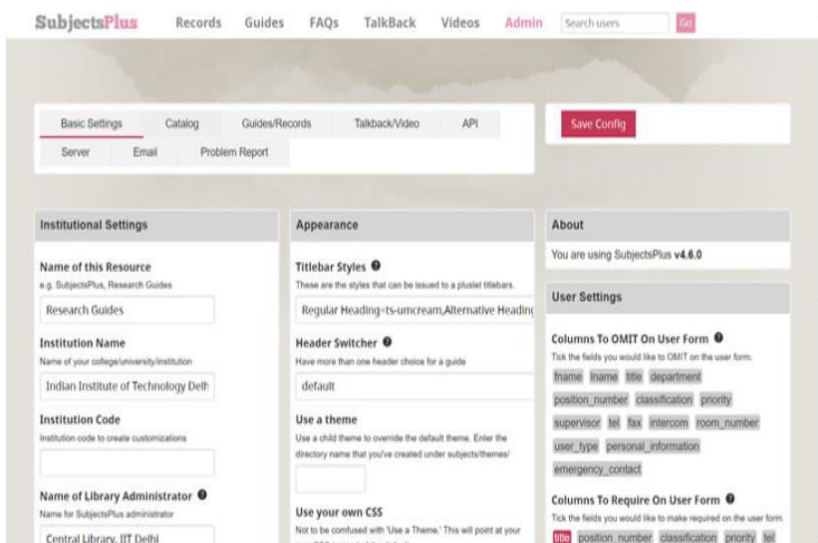 SubjectsPlus Records Guides FAQs TalkBack Videos Admin Search users Go
Basic Settings Catalog Guides/Records Talkback/Video API
Server Email Problem Report
Save Config
Institutional Settings
Name of this Resource
e.g. SubjectsPlus, Research Guides
Research Guides
Institution Name
Name of your college/university/institution
Indian Institute of Technology Delh
Institution Code
Institution code to create customizations
Name of Library Administrator
Name for SubjectsPlus administrator
Central Library, IIT Delhi
Appearance
Titlebar Styles
These are the styles that can be issued to a pluslet titlebars.
Regular Heading=ts-umcream,Alternative Heading
Header Switcher
Have more than one header choice for a guide
default
Use a theme
Use a child theme to override the default theme. Enter the
directory name that you've created under subjects/themes/
Use your own CSS
Not to be comfused with 'Use a Theme.' This will point at your
About
You are using SubjectsPlus v4.6.0
User Settings
Columns To OMIT On User Form
Tick the fields you would like to OMIT on the user form.
fname lname title department
position_number classification priority
supervisor tel fax intercom room_number
user_type personal_information
emergency_contact
Columns To Require On User Form
Tick the fields you would like to make required on the user form
title position_number classification priority tel